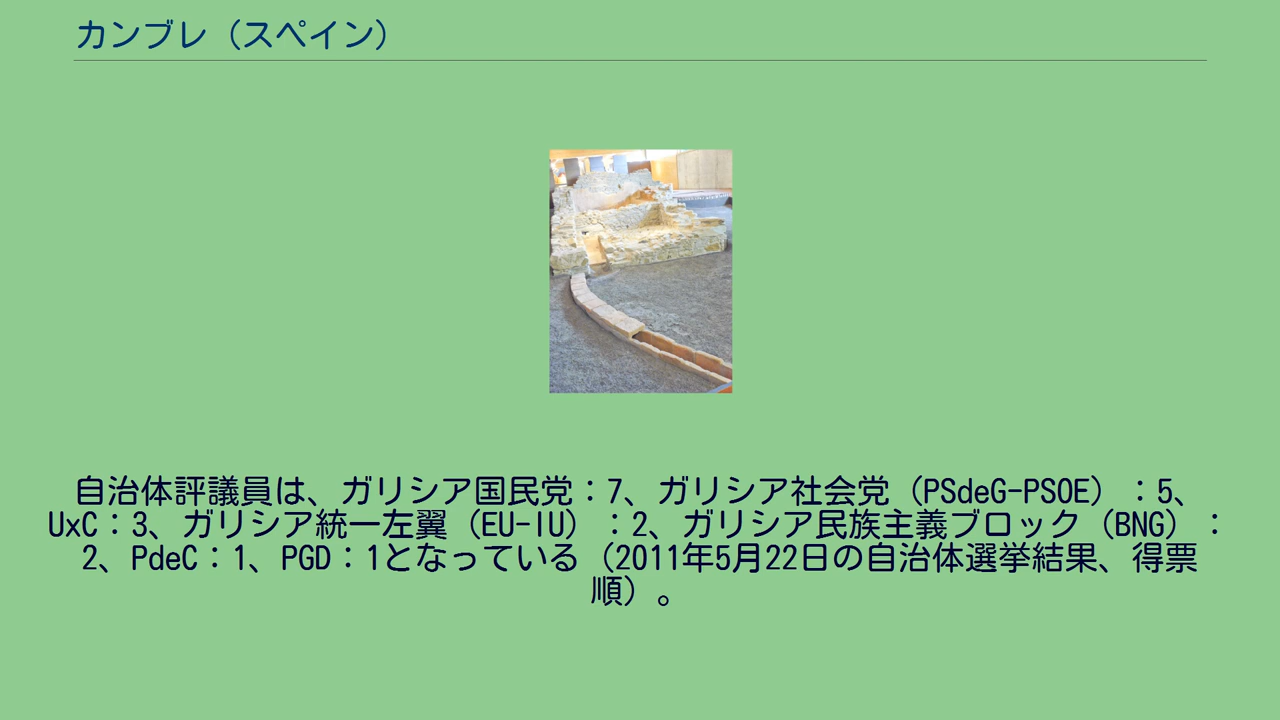 カンブレ（スペイン）
自治体評議員は、ガリシア国民党：7、ガリシア社会党（PSdeG-PSOE）：5、
UxC：3、ガリシア統一左翼（EU-IU）：2、ガリシア民族主義ブロック（BNG）：
2、PdeC：1、PGD：1となっている（2011年5月22日の自治体選挙結果、得票
順）。